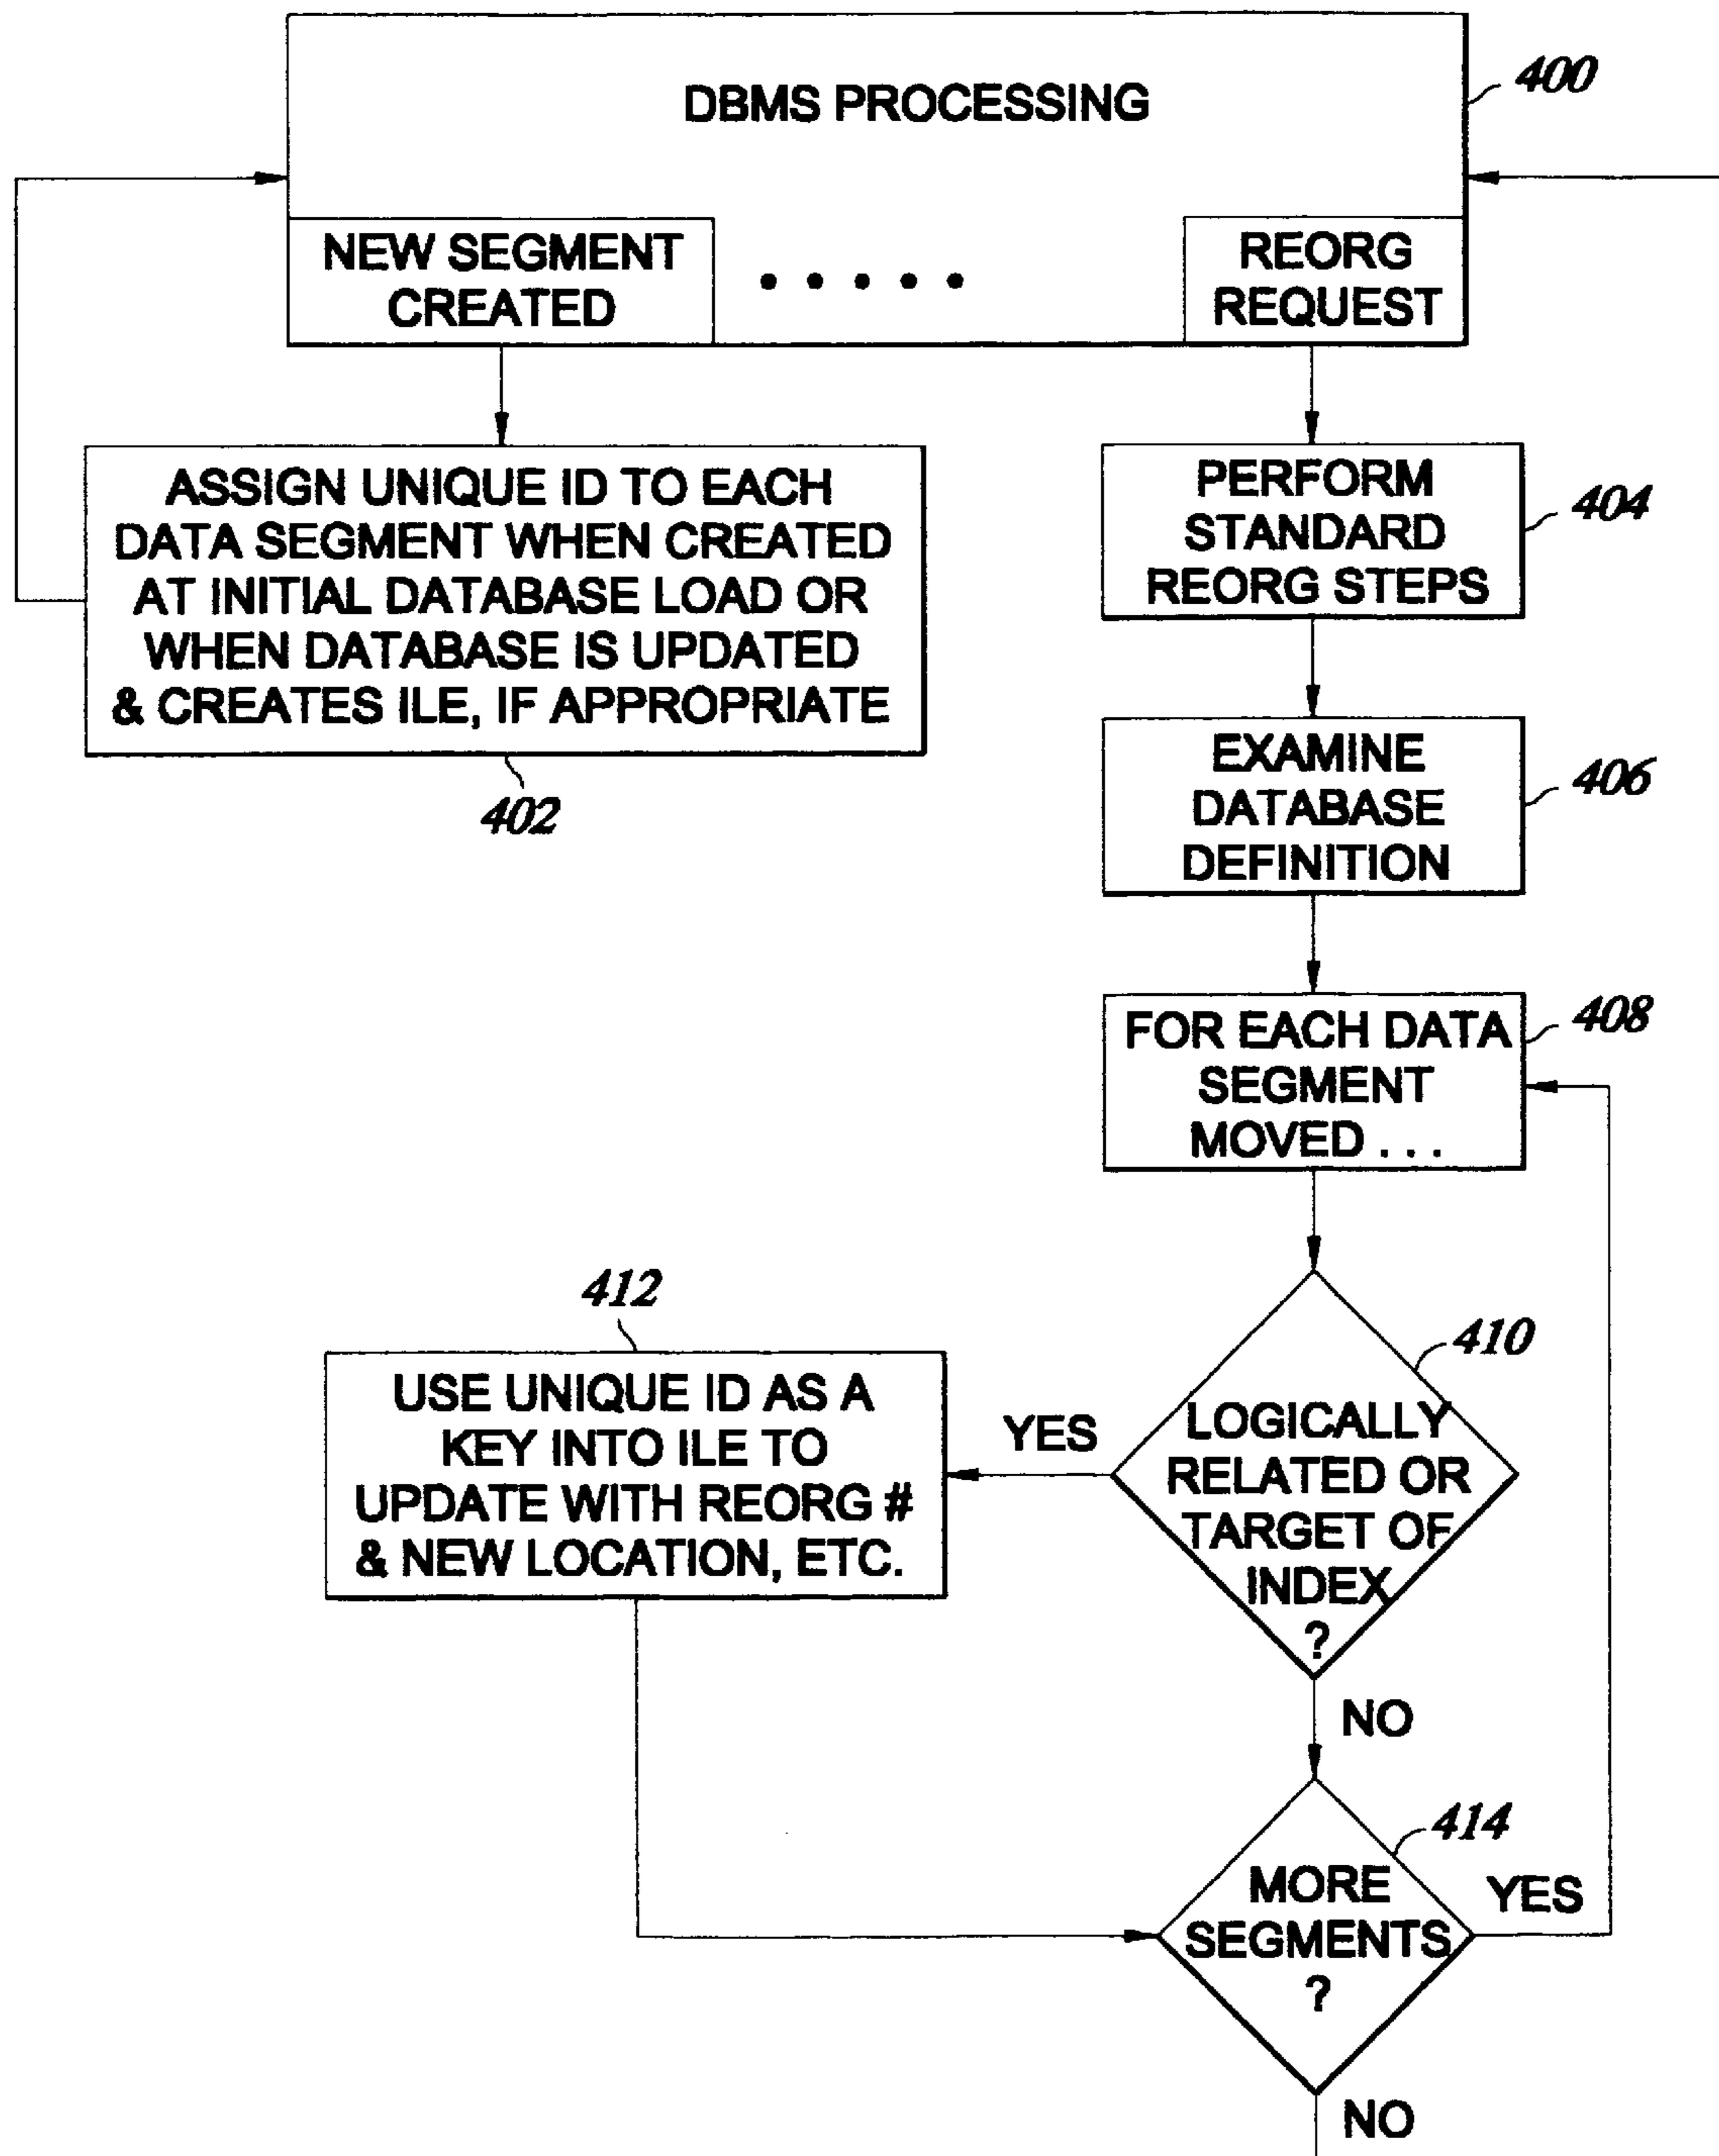 DBMS PROCESSING
400
NEW SEGMENT
CREATED
. . . . .
REORG
REQUEST
ASSIGN UNIQUE ID TO EACH
DATA SEGMENT WHEN CREATED
AT INITIAL DATABASE LOAD OR
WHEN DATABASE IS UPDATED
& CREATES ILE, IF APPROPRIATE
402
PERFORM
STANDARD
REORG STEPS
404
EXAMINE
DATABASE
DEFINITION
406
FOR EACH DATA
SEGMENT
MOVED . . .
408
410
LOGICALLY
RELATED OR
TARGET OF
INDEX
?
YES
412
USE UNIQUE ID AS A
KEY INTO ILE TO
UPDATE WITH REORG #
& NEW LOCATION, ETC.
NO
414
MORE
SEGMENTS
?
YES
NO